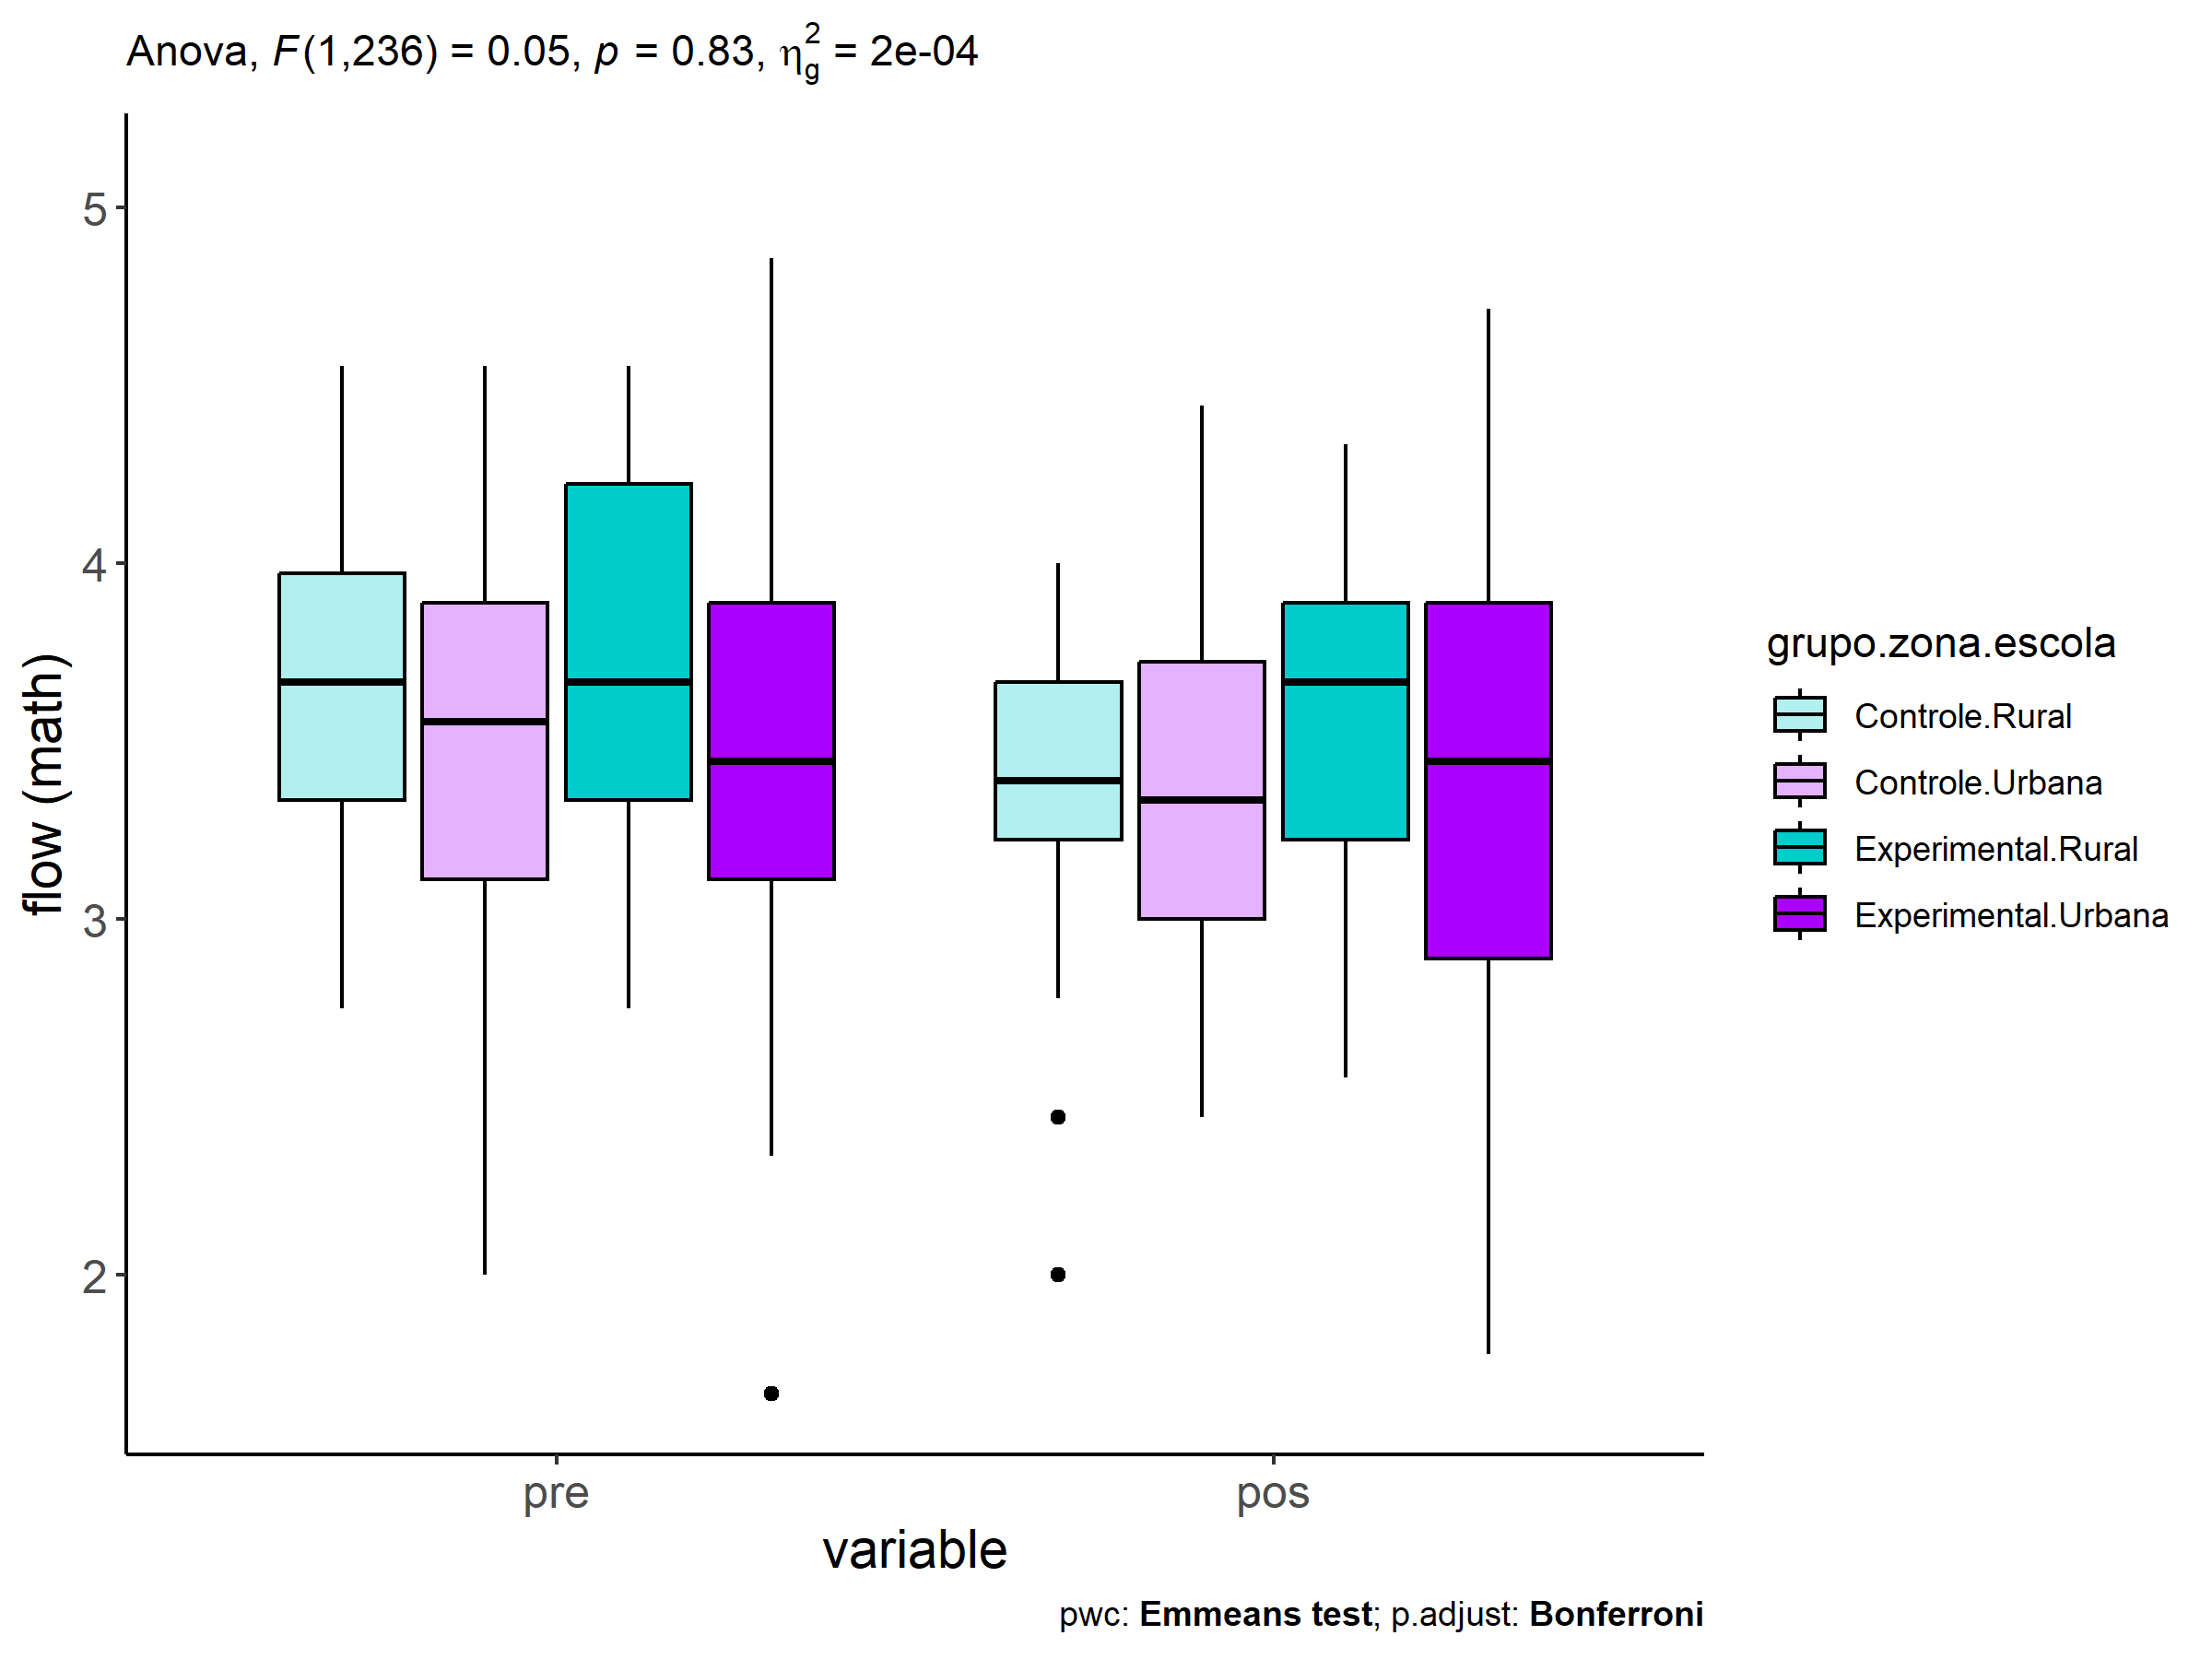 Anova, F(1,236) = 0.05, p = 0.83, η²g = 2e-04
5
4
3
2
flow (math)
pre
pos
variable
grupo.zona.escola
Controle.Rural
Controle.Urbana
Experimental.Rural
Experimental.Urbana
pwc: Emmeans test; p.adjust: Bonferroni